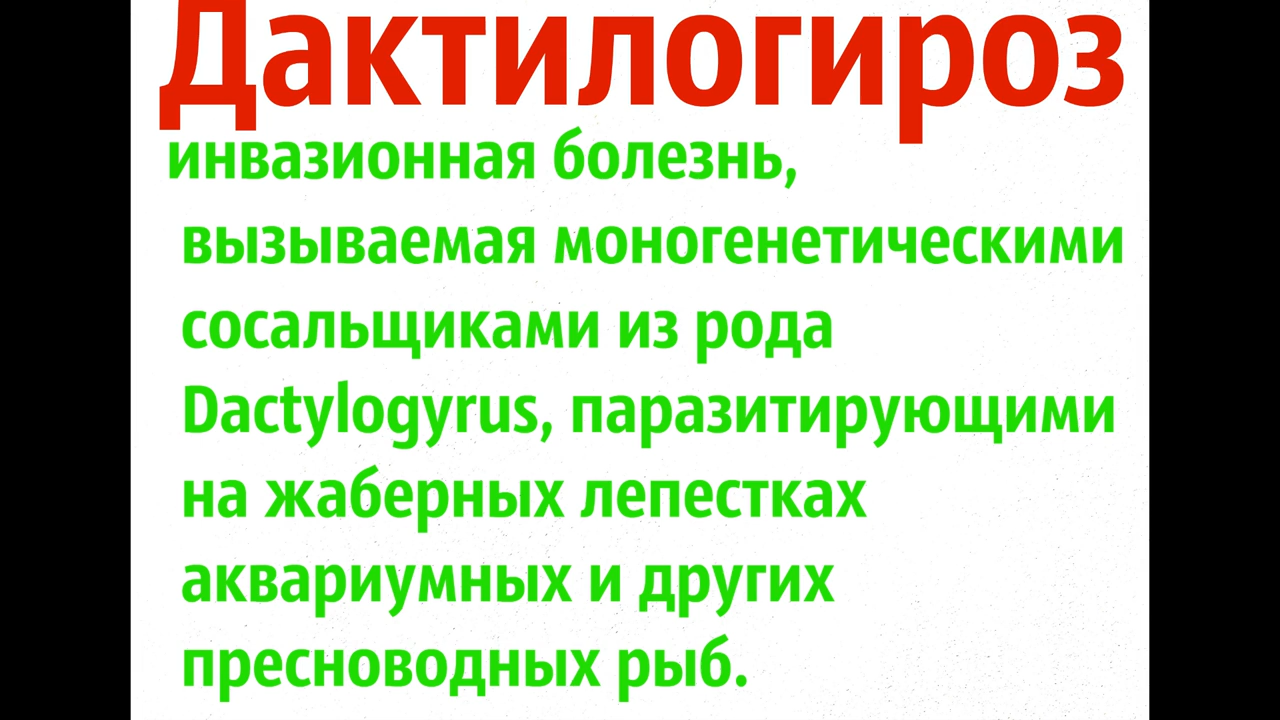 Дактилогироз
инвазионная болезнь,
вызываемая моногенетическими
сосальщиками из рода
Dactylogyrus, паразитирующими
на жаберных лепестках
аквариумных и других
пресноводных рыб.